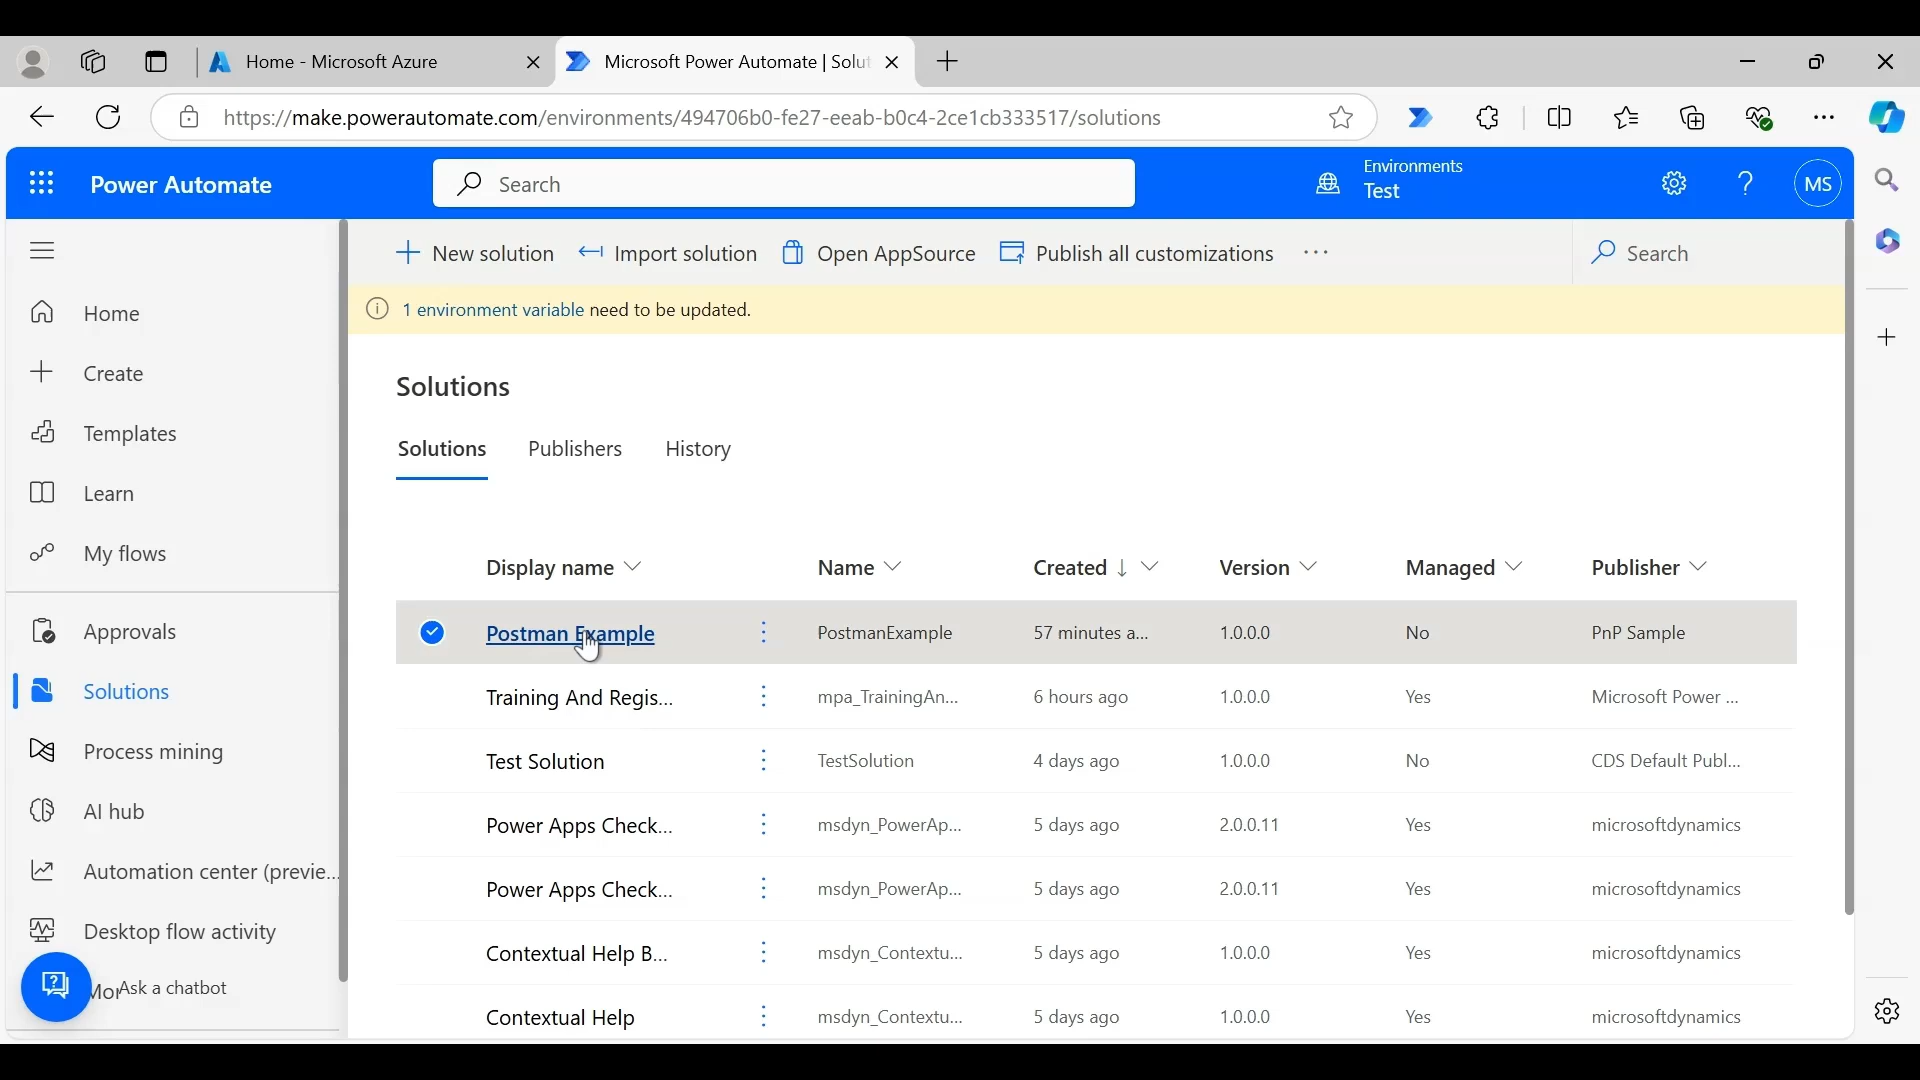 Home - Microsoft Azure
Microsoft Power Automate | Solut
https://make.powerautomate.com/environments/494706b0-fe27-eeab-b0c4-2ce1cb333517/solutions
Power Automate
Search
Environments
Test
MS
New solution
Import solution
Open AppSource
Publish all customizations
Search
1 environment variable need to be updated.
Home
Create
Templates
Learn
My flows
Approvals
Solutions
Process mining
AI hub
Automation center (previe...
Desktop flow activity
Mor
Ask a chatbot
Solutions
Solutions Publishers History
Display name Name Created Version Managed Publisher
Postman Example PostmanExample 57 minutes a... 1.0.0.0 No PnP Sample
Training And Regis... mpa_TrainingAn... 6 hours ago 1.0.0.0 Yes Microsoft Power ...
Test Solution TestSolution 4 days ago 1.0.0.0 No CDS Default Publ...
Power Apps Check... msdyn_PowerAp... 5 days ago 2.0.0.11 Yes microsoftdynamics
Power Apps Check... msdyn_PowerAp... 5 days ago 2.0.0.11 Yes microsoftdynamics
Contextual Help B... msdyn_Contextu... 5 days ago 1.0.0.0 Yes microsoftdynamics
Contextual Help msdyn_Contextu... 5 days ago 1.0.0.0 Yes microsoftdynamics